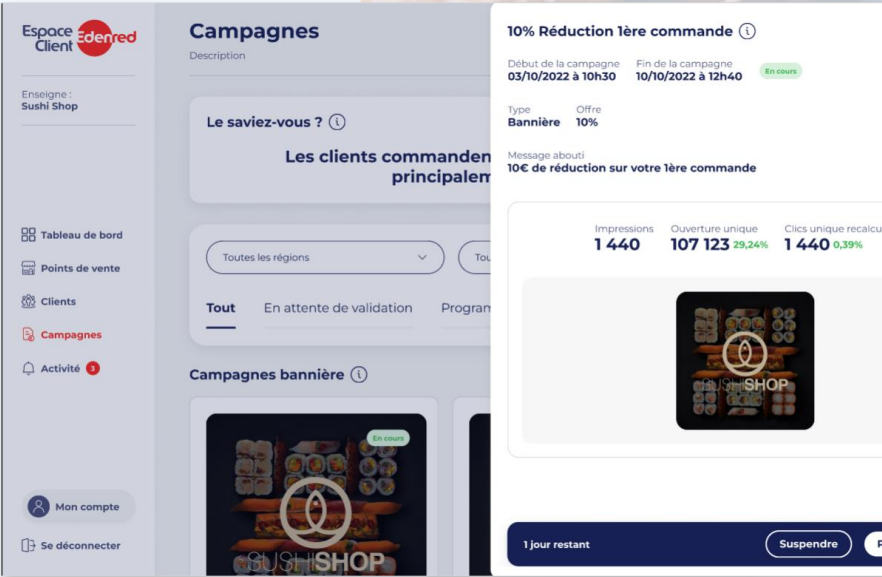 Espace
Client
Edenred
Enseigne :
Sushi Shop
Tableau de bord
Points de vente
Clients
Campagnes
Activité 3
Mon compte
Se déconnecter
Campagnes
Description
Le saviez-vous ?
Les clients commanden
principalem
Toutes les régions
Tou
Tout En attente de validation Program
Campagnes bannière
En cours
SUSHISHOP
10% Réduction 1ère commande
Début de la campagne Fin de la campagne
03/10/2022 à 10h30 10/10/2022 à 12h40 En cours
Type Offre
Bannière 10%
Message abouti
10€ de réduction sur votre 1ère commande
Impressions Ouverture unique Clics unique recalcu
1 440 107 123 29,24% 1 440 0,39%
SUSHISHOP
1 jour restant Suspendre P